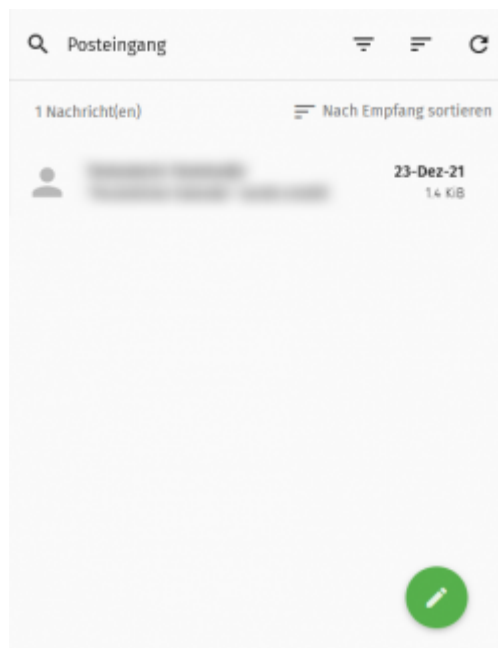 Posteingang
1 Nachricht(en) Nach Empfang sortieren
23-Dez-21
1.4 KiB